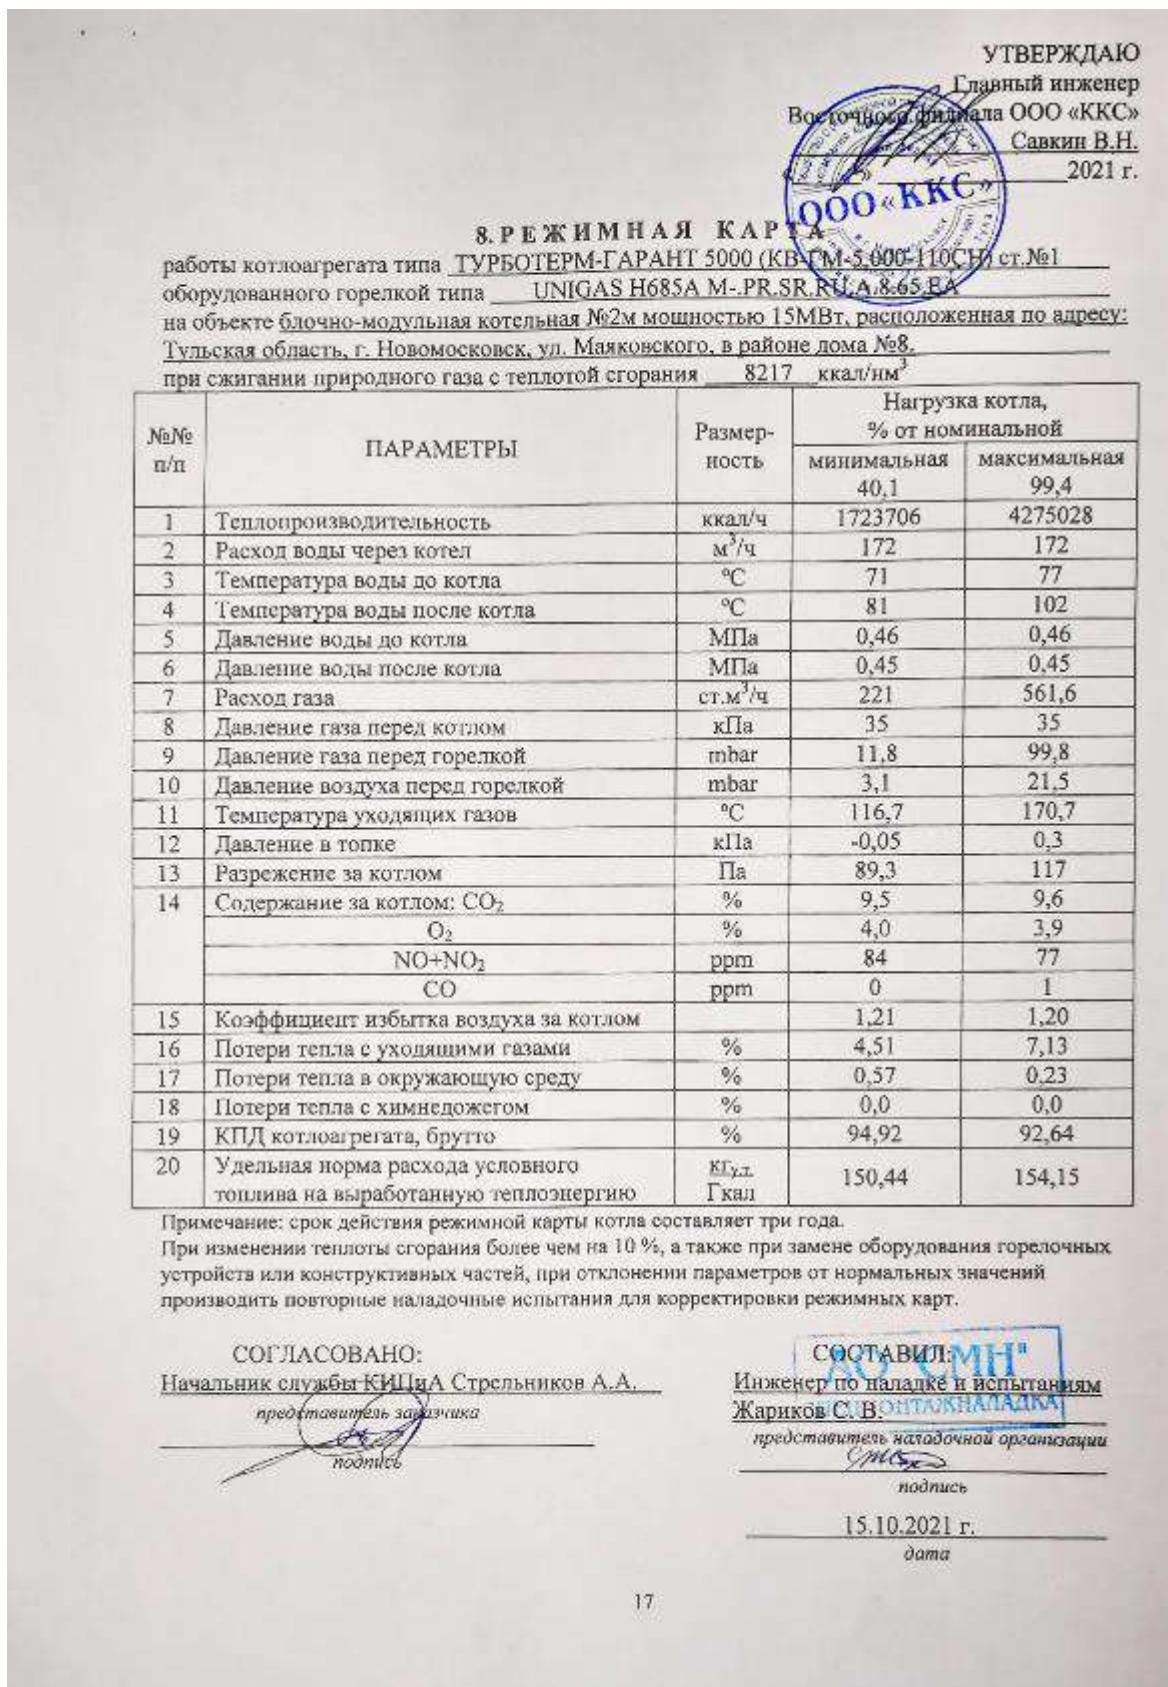 УТВЕРЖДАЮ
Главный инженер
Восточного филиала ООО «ККС»
Савкин В.Н.
2021 г.
ООО «ККС»
8. РЕЖИМНАЯ КАРТА
работы котлоагрегата типа ТУРБОТЕРМ-ГАРАНТ 5000 (КВ-ГМ-5,000-110СН) ст.№1
оборудованного горелкой типа UNIGAS H685A M-.PR.SR.RU.A.8.65.EA
на объекте блочно-модульная котельная №2м мощностью 15МВт, расположенная по адресу:
Тульская область, г. Новомосковск, ул. Маяковского, в районе дома №8.
при сжигании природного газа с теплотой сгорания 8217 ккал/нм³
№№ п/п ПАРАМЕТРЫ Размер-ность Нагрузка котла, % от номинальной
минимальная 40,1 максимальная 99,4
1 Теплопроизводительность ккал/ч 1723706 4275028
2 Расход воды через котел м³/ч 172 172
3 Температура воды до котла ºС 71 77
4 Температура воды после котла ºС 81 102
5 Давление воды до котла МПа 0,46 0,46
6 Давление воды после котла МПа 0,45 0,45
7 Расход газа ст.м³/ч 221 561,6
8 Давление газа перед котлом кПа 35 35
9 Давление газа перед горелкой mbar 11,8 99,8
10 Давление воздуха перед горелкой mbar 3,1 21,5
11 Температура уходящих газов ºС 116,7 170,7
12 Давление в топке кПа -0,05 0,3
13 Разрежение за котлом Па 89,3 117
14 Содержание за котлом: CO₂ % 9,5 9,6
O₂ % 4,0 3,9
NO+NO₂ ppm 84 77
CO ppm 0 1
15 Коэффициент избытка воздуха за котлом 1,21 1,20
16 Потери тепла с уходящими газами % 4,51 7,13
17 Потери тепла в окружающую среду % 0,57 0,23
18 Потери тепла с химнедожегом % 0,0 0,0
19 КПД котлоагрегата, брутто % 94,92 92,64
20 Удельная норма расхода условного кгу.т. 150,44 154,15
топлива на выработанную теплоэнергию Гкал
Примечание: срок действия режимной карты котла составляет три года.
При изменении теплоты сгорания более чем на 10 %, а также при замене оборудования горелочных
устройств или конструктивных частей, при отклонении параметров от нормальных значений
производить повторные наладочные испытания для корректировки режимных карт.
СОГЛАСОВАНО:
Начальник службы КИПиА Стрельников А.А.
представитель заказчика
подпись
СОСТАВИЛ:
АО "СМН"
Инженер по наладке и испытаниям
Жариков С. В.
представитель наладочной организации
подпись
15.10.2021 г.
дата
17